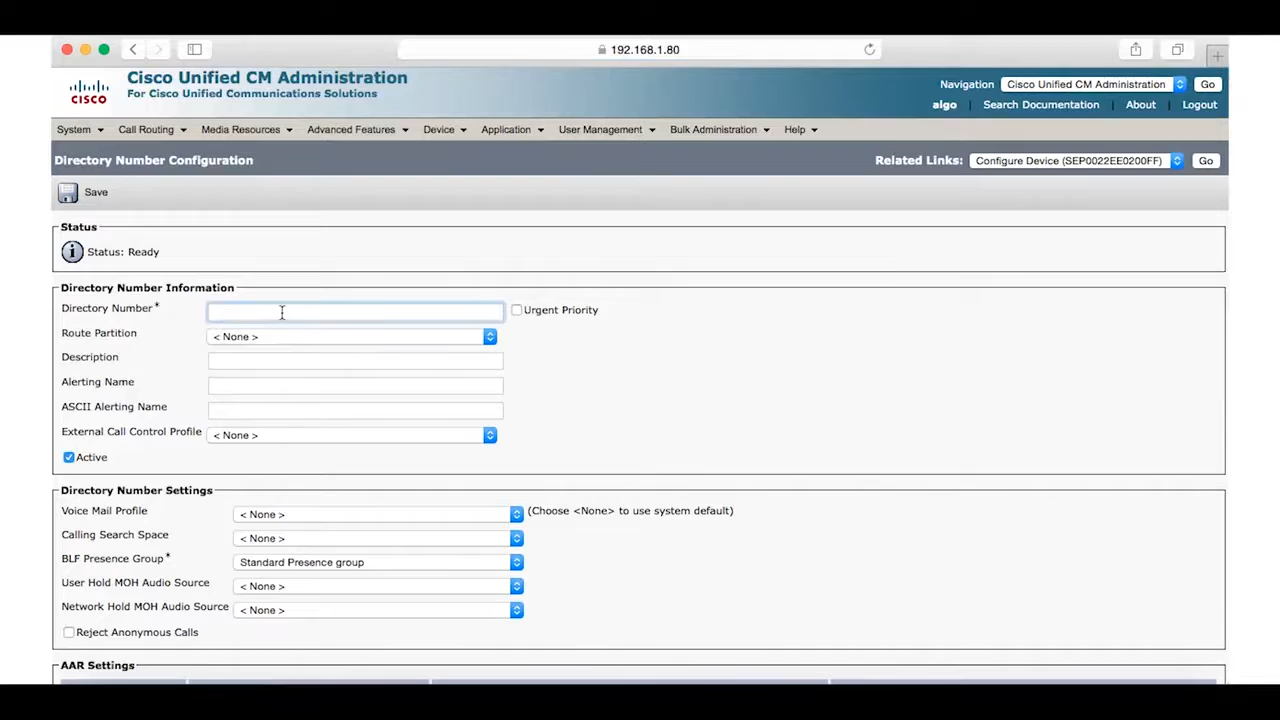 192.168.1.80
Cisco Unified CM Administration
For Cisco Unified Communications Solutions
CISCO
Navigation Cisco Unified CM Administration Go
algo | Search Documentation | About | Logout
System Call Routing Media Resources Advanced Features Device Application User Management Bulk Administration Help
Directory Number Configuration
Related Links: Configure Device (SEP0022EE0200FF) Go
Save
Status
Status: Ready
Directory Number Information
Directory Number* Urgent Priority
Route Partition < None >
Description
Alerting Name
ASCII Alerting Name
External Call Control Profile < None >
Active
Directory Number Settings
Voice Mail Profile < None > (Choose <None> to use system default)
Calling Search Space < None >
BLF Presence Group* Standard Presence group
User Hold MOH Audio Source < None >
Network Hold MOH Audio Source < None >
Reject Anonymous Calls
AAR Settings